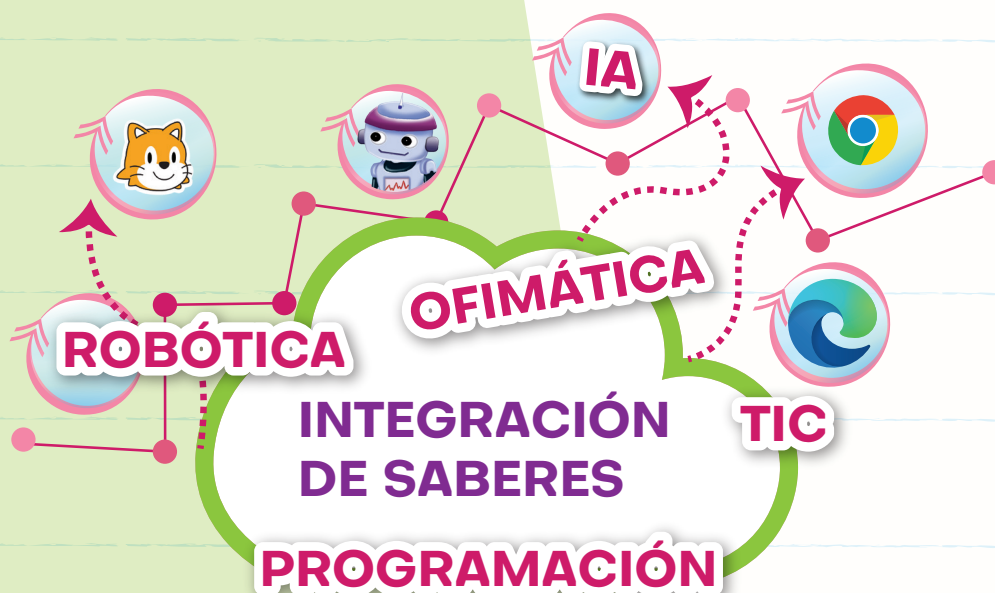 IA
OFIMÁTICA
ROBÓTICA
INTEGRACIÓN
DE SABERES
TIC
PROGRAMACIÓN